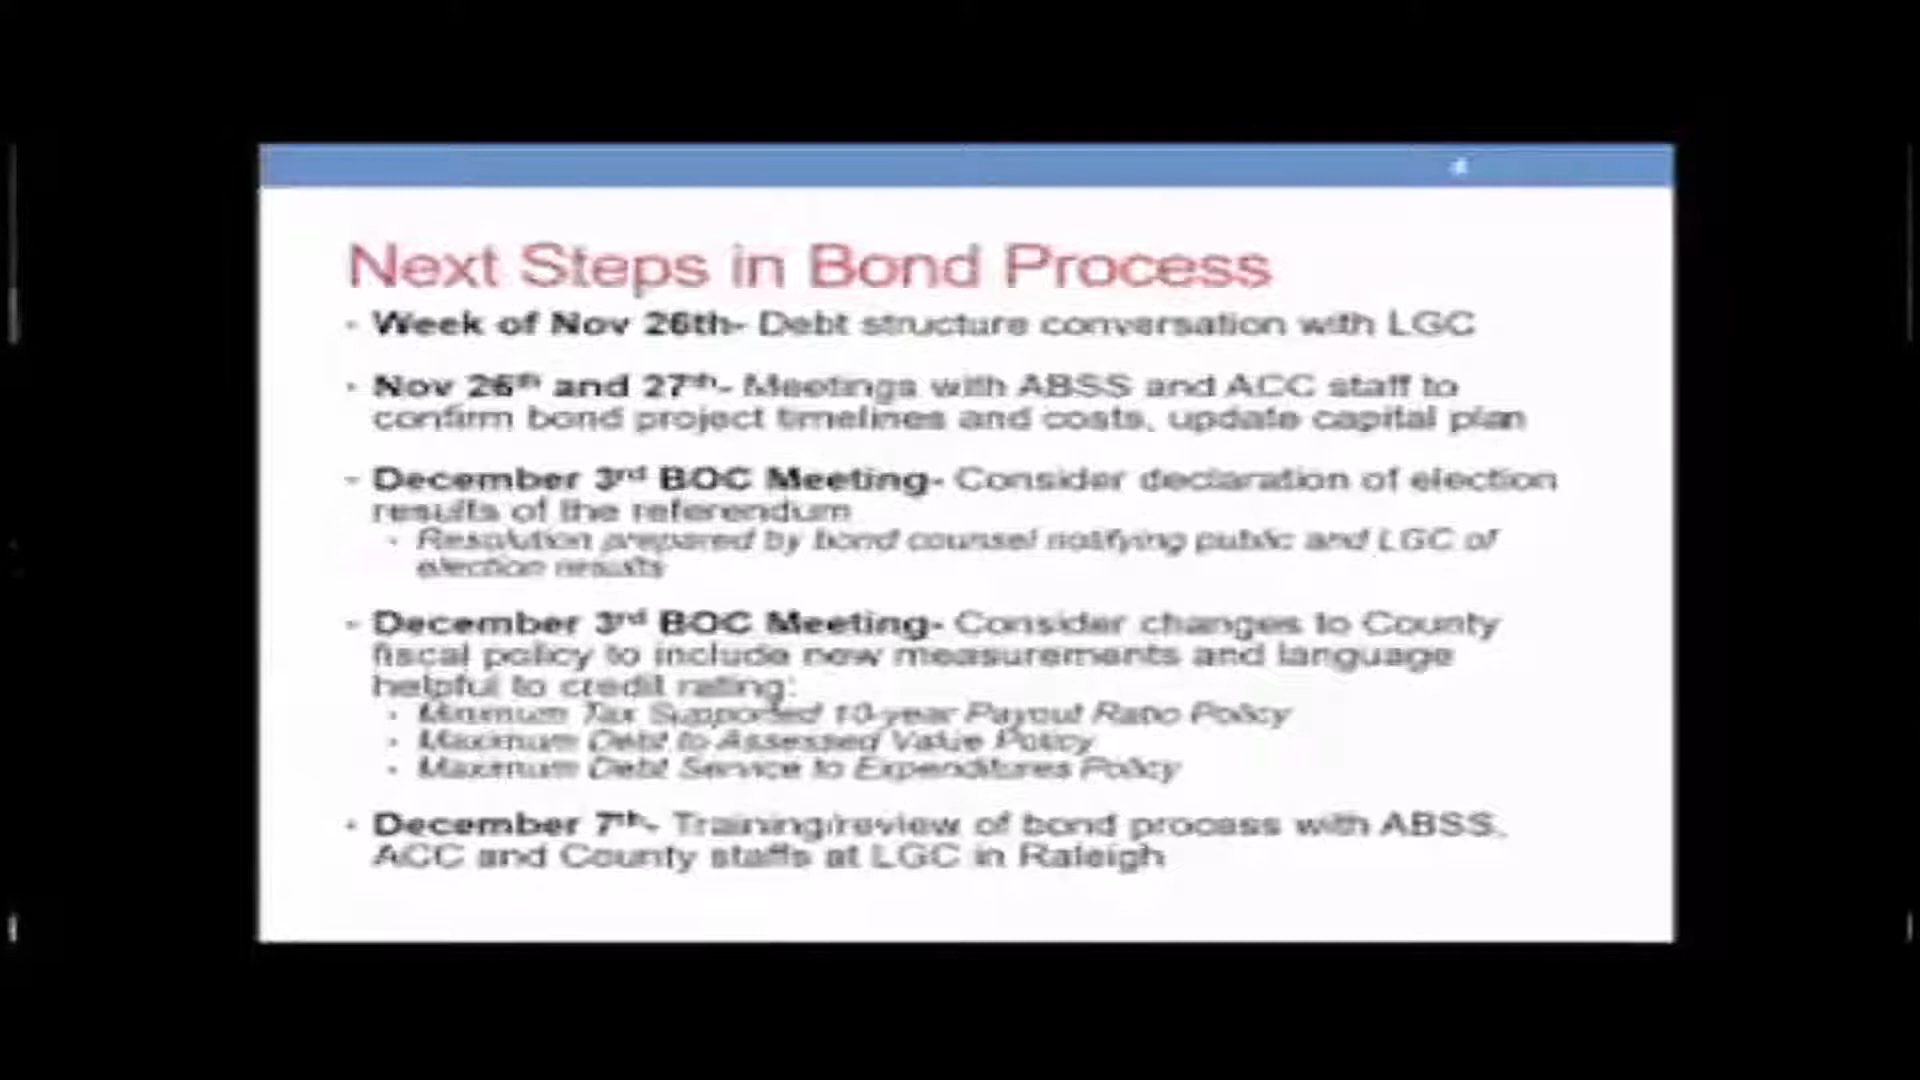 4
Next Steps in Bond Process
· Week of Nov 26th- Debt structure conversation with LGC
· Nov 26th and 27th- Meetings with ABSS and ACC staff to
confirm bond project timelines and costs, update capital plan
· December 3rd BOC Meeting- Consider declaration of election
results of the referendum
· Resolution prepared by bond counsel notifying public and LGC of
election results
· December 3rd BOC Meeting- Consider changes to County
fiscal policy to include new measurements and language
helpful to credit rating:
· Minimum Tax Supported 10-year Payout Ratio Policy
· Maximum Debt to Assessed Value Policy
· Maximum Debt Service to Expenditures Policy
· December 7th- Training/review of bond process with ABSS,
ACC and County staffs at LGC in Raleigh